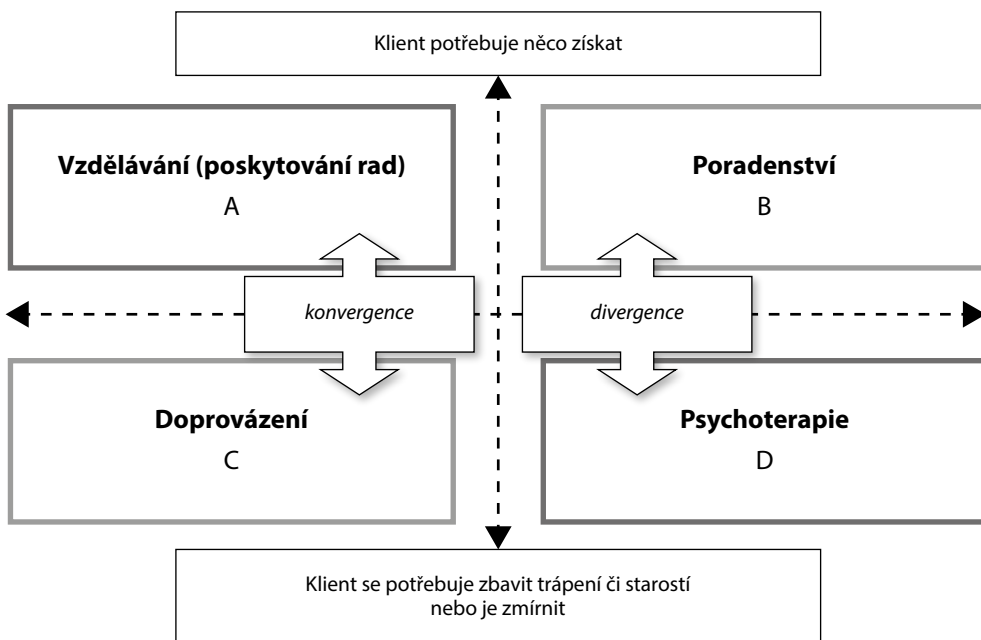 Klient potřebuje něco získat
Vzdělávání (poskytování rad)
A
Poradenství
B
konvergence
divergence
Doprovázení
C
Psychoterapie
D
Klient se potřebuje zbavit trápení či starostí
nebo je zmírnit